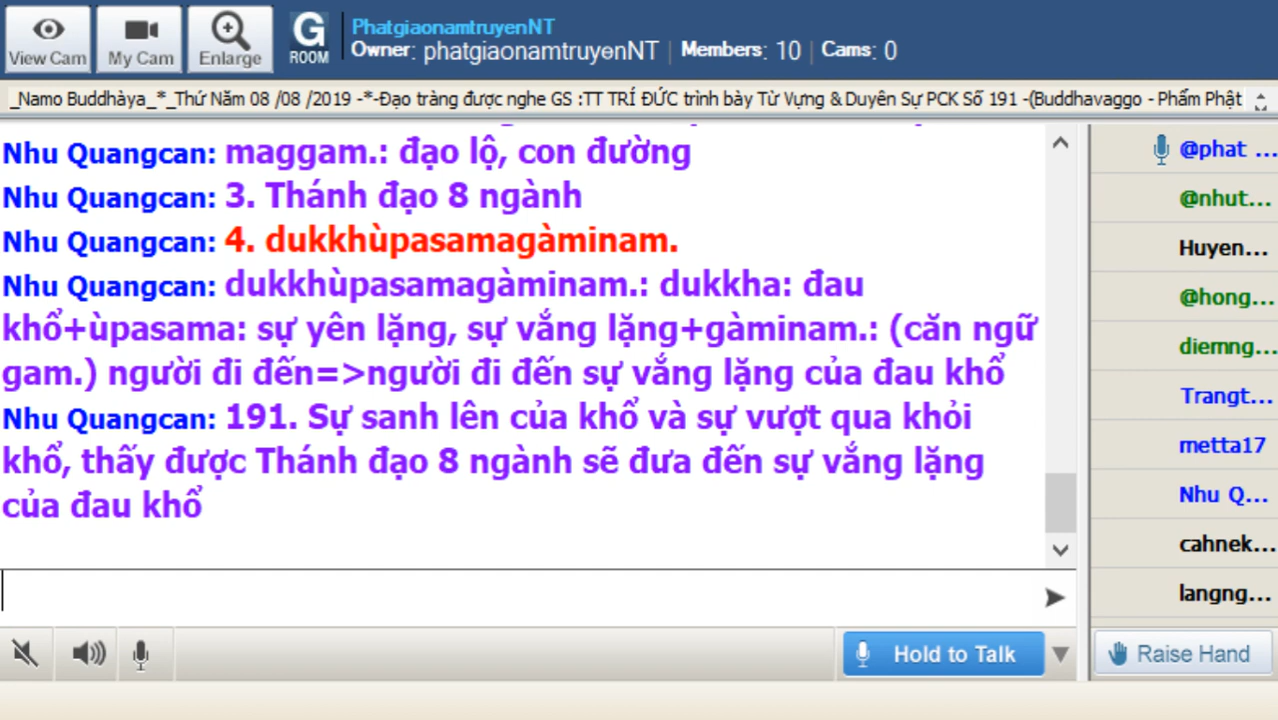 View Cam
My Cam
Enlarge
G
ROOM
PhatgiaonamtruyenNT
Owner: phatgiaonamtruyenNT | Members: 10 | Cams: 0
_Namo Buddhàya_*_Thứ Năm 08 /08 /2019 -*-Đạo tràng được nghe GS :TT TRÍ ĐỨC trình bày Từ Vựng & Duyên Sự PCK Số 191 -(Buddhavaggo - Phẩm Phật
Nhu Quangcan: maggam.: đạo lộ, con đường
Nhu Quangcan: 3. Thánh đạo 8 ngành
Nhu Quangcan: 4. dukkhùpasamagàminam.
Nhu Quangcan: dukkhùpasamagàminam.: dukkha: đau
khổ+ùpasama: sự yên lặng, sự vắng lặng+gàminam.: (căn ngữ
gam.) người đi đến=>người đi đến sự vắng lặng của đau khổ
Nhu Quangcan: 191. Sự sanh lên của khổ và sự vượt qua khỏi
khổ, thấy được Thánh đạo 8 ngành sẽ đưa đến sự vắng lặng
của đau khổ
@phat ...
@nhut...
Huyen...
@hong...
diemng...
Trangt...
metta17
Nhu Q...
cahnek...
langng...
Hold to Talk
Raise Hand